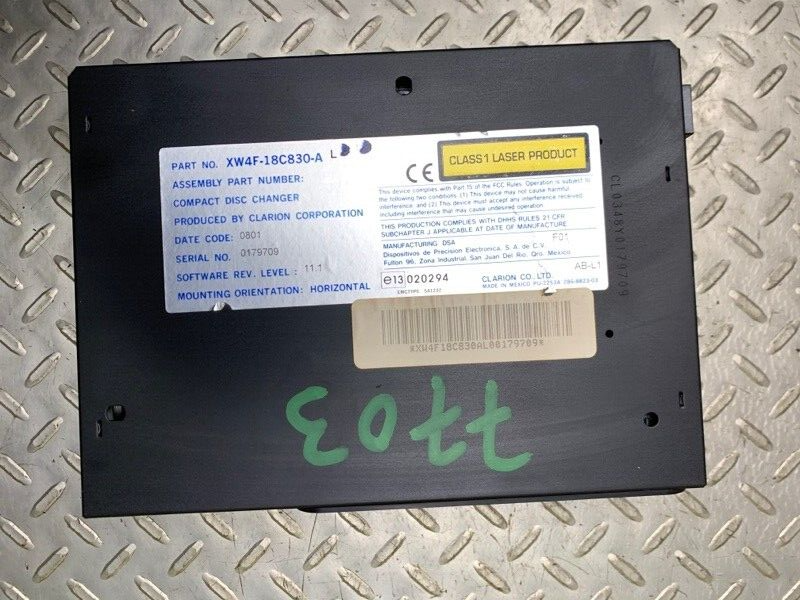 PART NO. XW4F-18C830-A L
ASSEMBLY PART NUMBER:
COMPACT DISC CHANGER
PRODUCED BY CLARION CORPORATION
DATE CODE: 0801
SERIAL NO. 0179709
SOFTWARE REV. LEVEL : 11.1
MOUNTING ORIENTATION: HORIZONTAL
CE
CLASS 1 LASER PRODUCT
This device complies with Part 15 of the FCC Rules. Operation is subject to
the following two conditions: (1) This device may not cause harmful
interference, and (2) This device must accept any interference received,
including interference that may cause undesired operation
THIS PRODUCTION COMPLIES WITH DHHS RULES 21 CFR
SUBCHAPTER J APPLICABLE AT DATE OF MANUFACTURE
MANUFACTURING DSA F01
Dispositivos de Precision Electronica, S. A. de C. V.
Fulton 96, Zona Industrial San Juan Del Rio, Qro. Mexico
AB-L1
e13 020294
CLARION CO., LTD.
MADE IN MEXICO
*XW4F18C830AL00179709*
7703